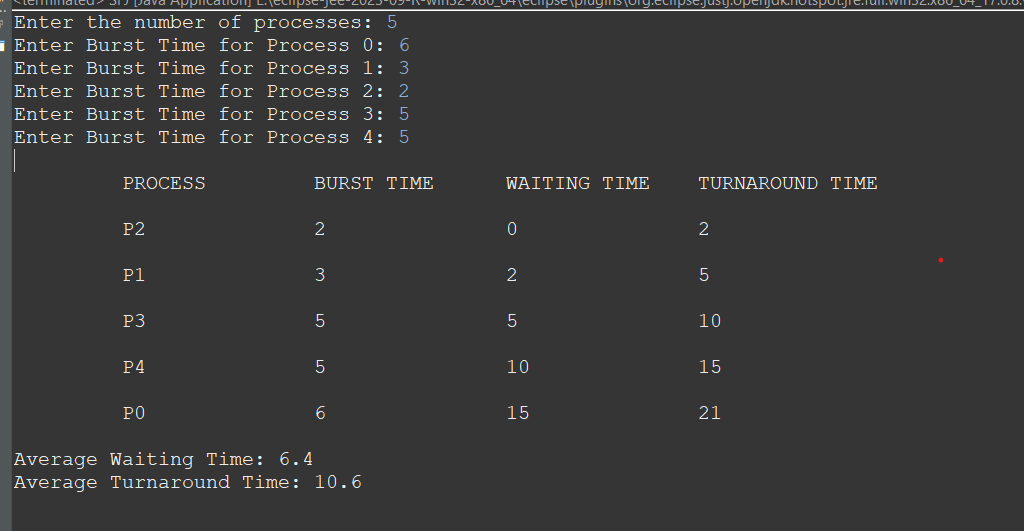 Enter the number of processes: 5
Enter Burst Time for Process 0: 6
Enter Burst Time for Process 1: 3
Enter Burst Time for Process 2: 2
Enter Burst Time for Process 3: 5
Enter Burst Time for Process 4: 5
PROCESS BURST TIME WAITING TIME TURNAROUND TIME
P2 2 0 2
P1 3 2 5
P3 5 5 10
P4 5 10 15
P0 6 15 21
Average Waiting Time: 6.4
Average Turnaround Time: 10.6